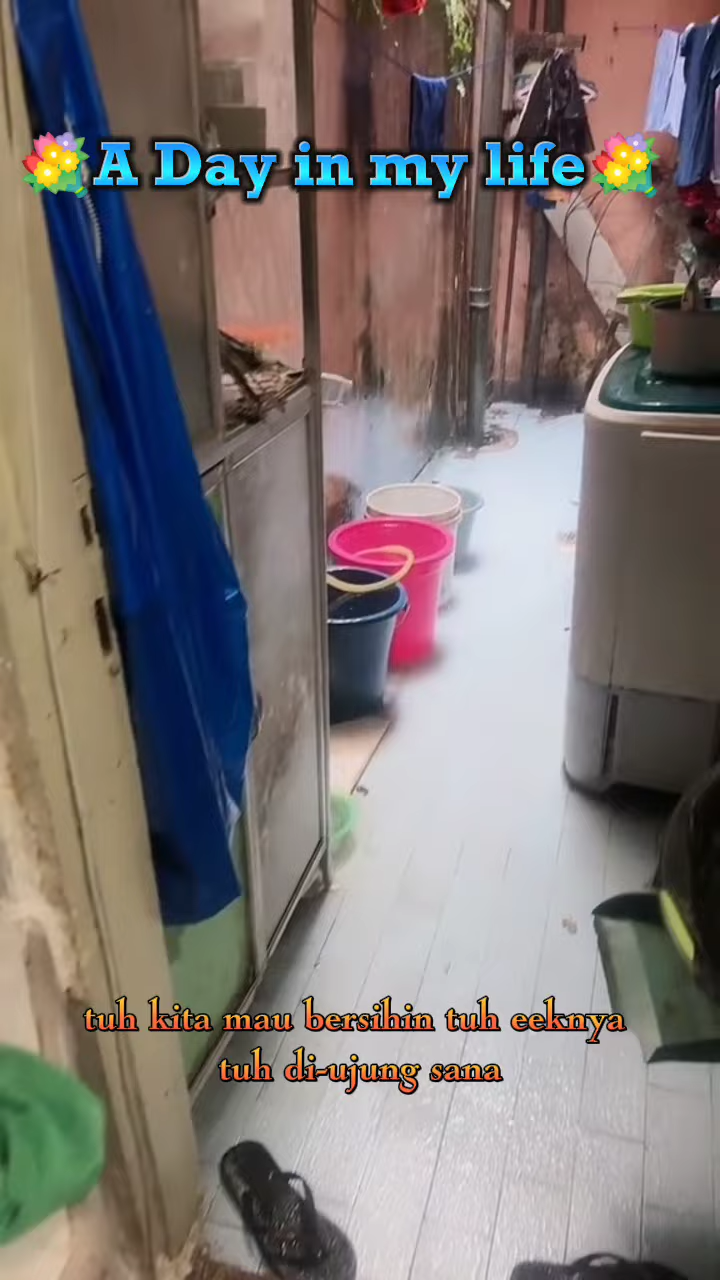 💐A Day in my life💐
tuh kita mau bersihin tuh eeknya
tuh di-ujung sana